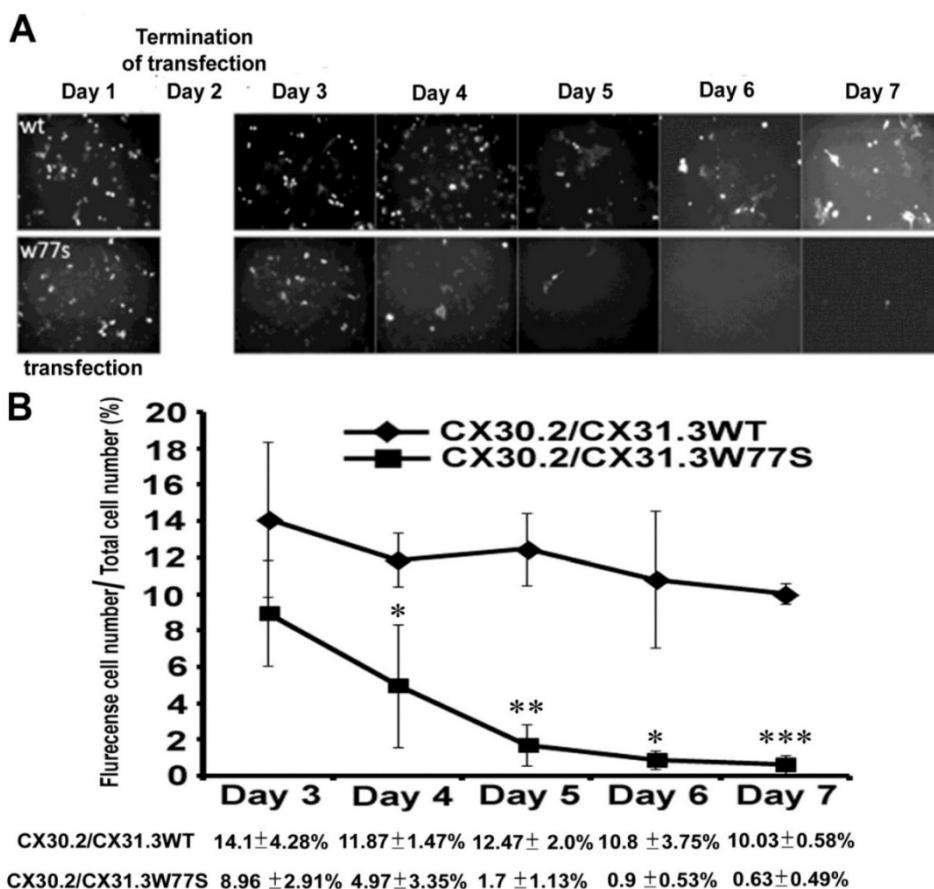 A
Termination
of transfection
Day 1 Day 2 Day 3 Day 4 Day 5 Day 6 Day 7
wt
w77s
transfection
B
Flurecense cell number/Total cell number (%)
20
18
16
14
12
10
8
6
4
2
0
CX30.2/CX31.3WT
CX30.2/CX31.3W77S
*
**
*
***
Day 3 Day 4 Day 5 Day 6 Day 7
CX30.2/CX31.3WT 14.1±4.28% 11.87±1.47% 12.47± 2.0% 10.8 ±3.75% 10.03±0.58%
CX30.2/CX31.3W77S 8.96 ±2.91% 4.97±3.35% 1.7±1.13% 0.9±0.53% 0.63±0.49%